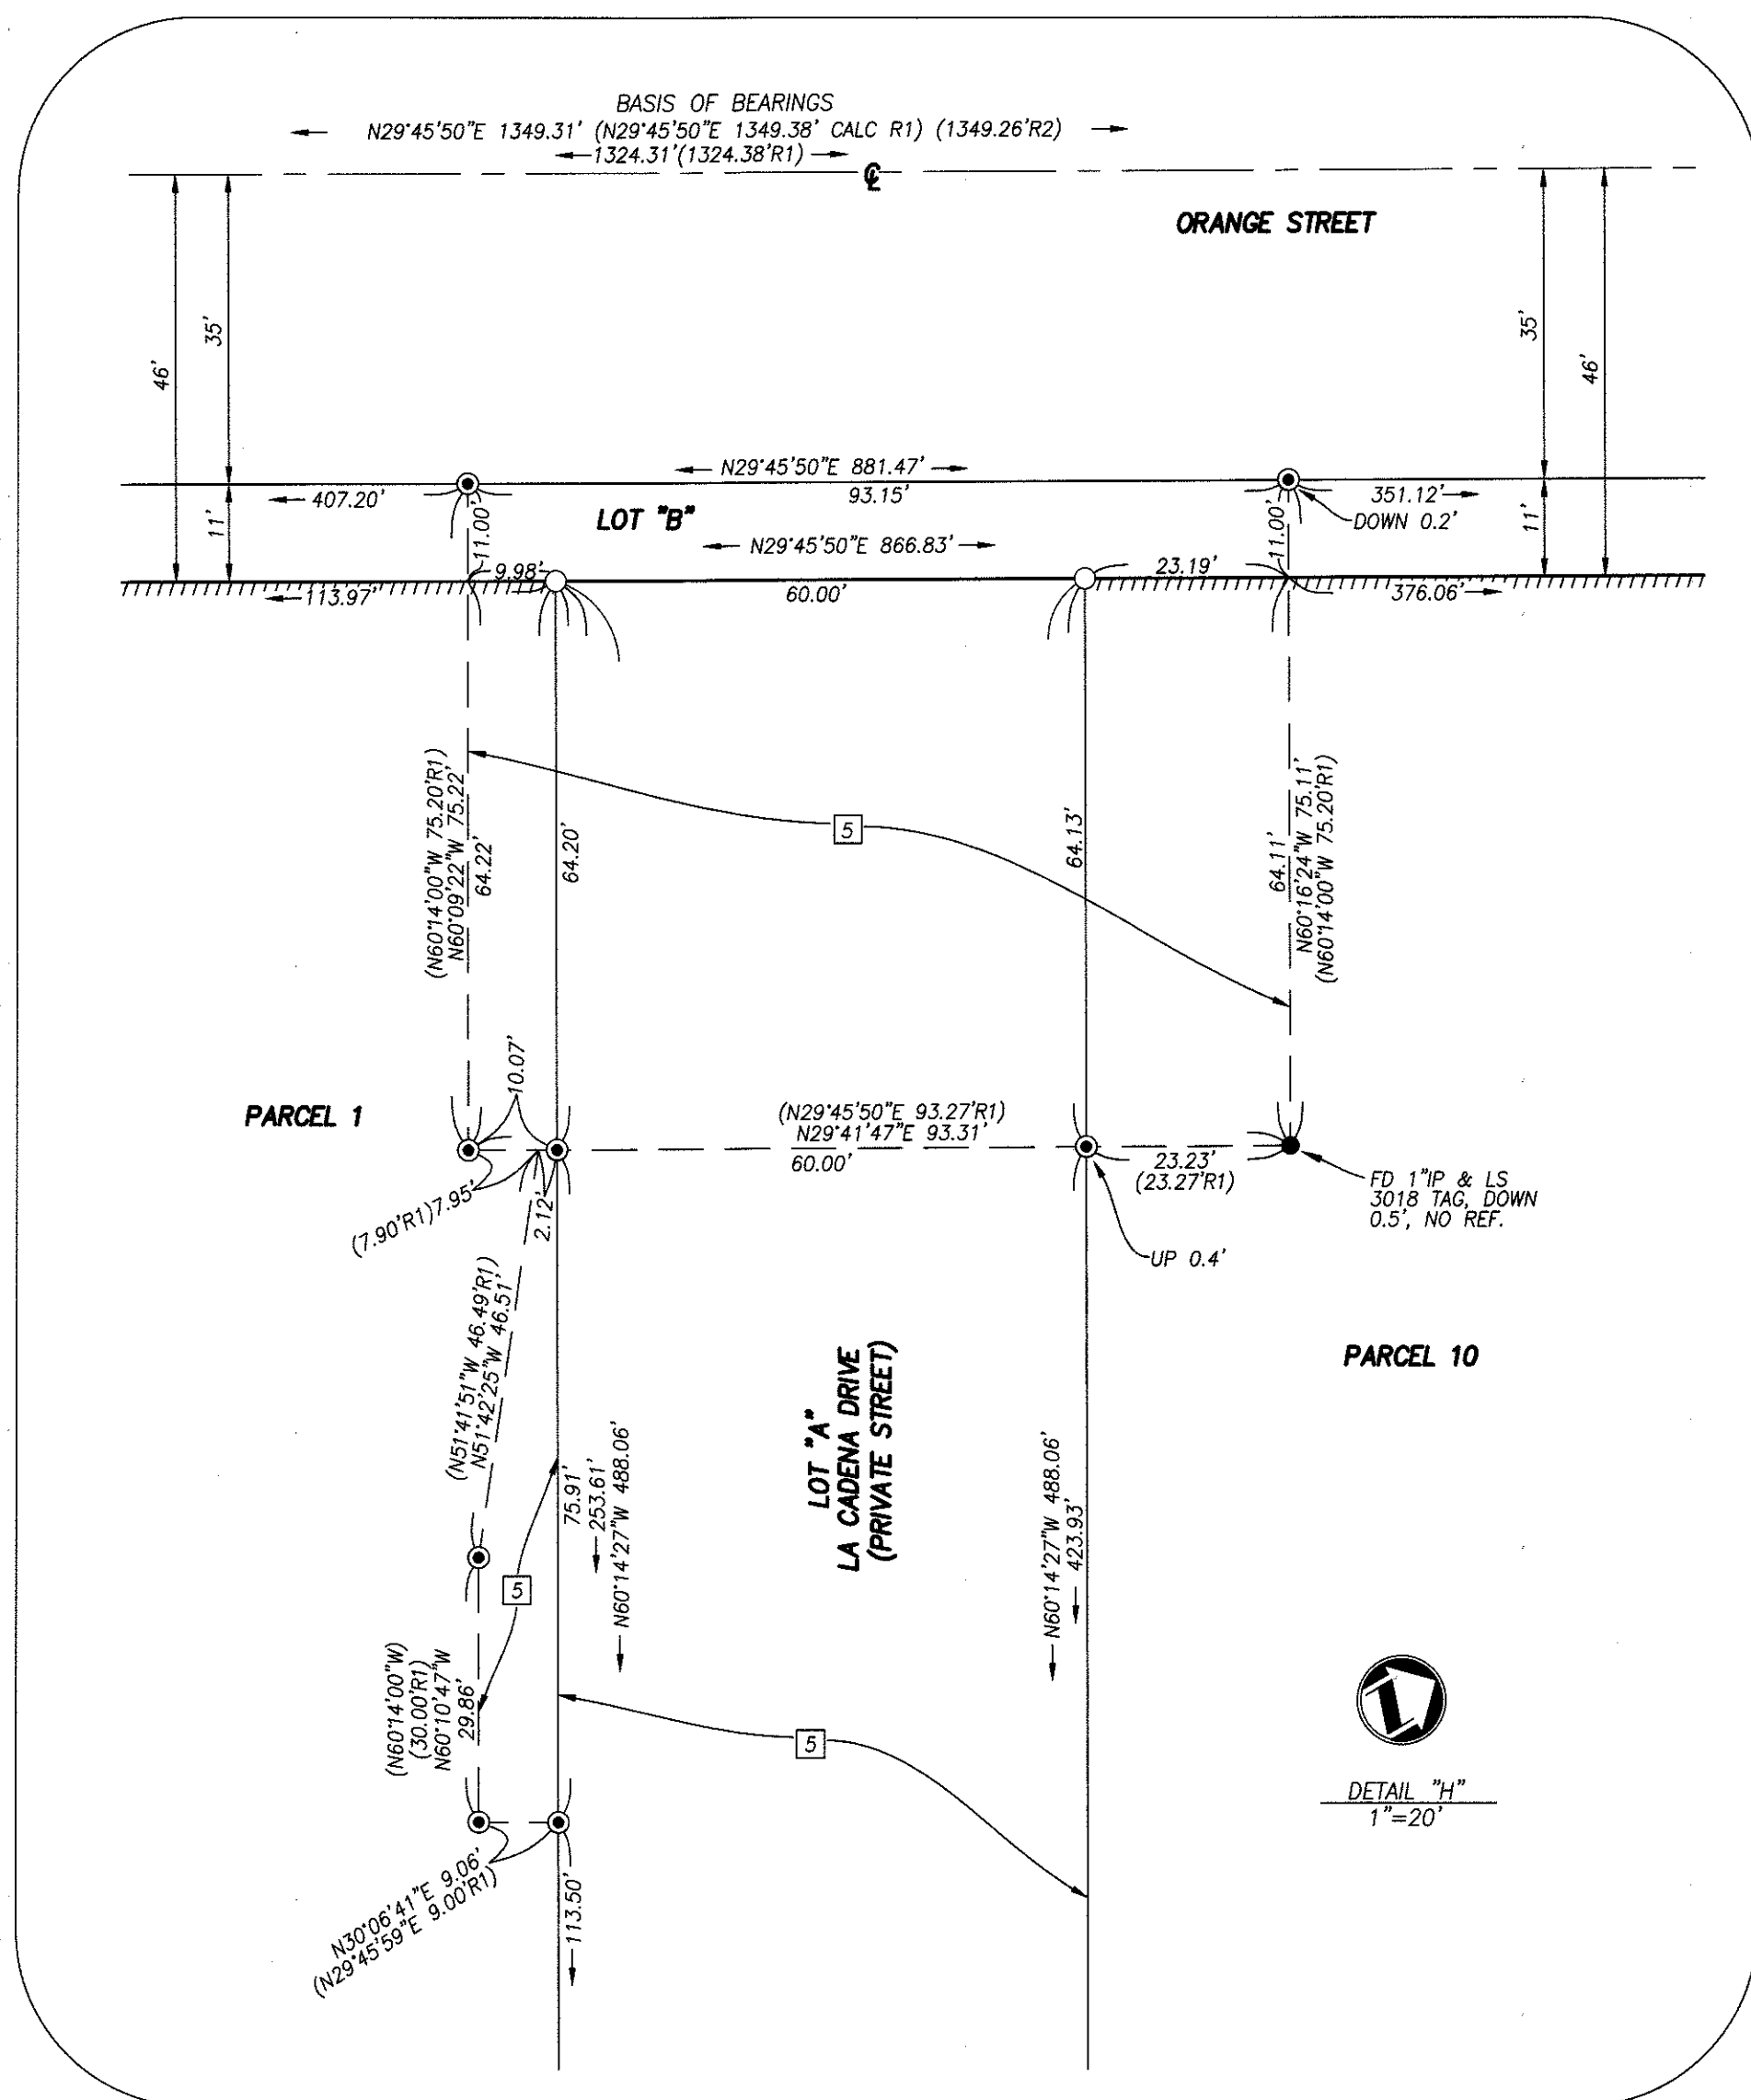 BASIS OF BEARINGS
N29°45'50"E 1349.31' (N29°45'50"E 1349.38' CALC R1) (1349.26'R2)
1324.31'(1324.38'R1)
℄
ORANGE STREET
46'
35'
35'
46'
N29°45'50"E 881.47'
407.20'
93.15'
351.12'
11'
LOT "B"
11.00'
11.00'
DOWN 0.2'
11'
N29°45'50"E 866.83'
9.98'
23.19'
113.97'
60.00'
376.06'
(N60°14'00"W 75.20'R1)
N60°09'22"W 75.22'
64.22'
64.20'
5
64.13'
64.11'
N60°16'24"W 75.11'
(N60°14'00"W 75.20'R1)
10.07'
PARCEL 1
(N29°45'50"E 93.27'R1)
N29°41'47"E 93.31'
60.00'
23.23'
(23.27'R1)
FD 1"IP & LS
3018 TAG, DOWN
0.5', NO REF.
(7.90'R1)7.95'
2.12'
UP 0.4'
(N51°41'51"W 46.49'R1)
N51°42'25"W 46.51'
PARCEL 10
LOT "A"
LA CADENA DRIVE
(PRIVATE STREET)
75.91'
253.61'
N60°14'27"W 488.06'
N60°14'27"W 488.06'
423.93'
5
(N60°14'00"W)
(30.00'R1)
N60°10'47"W
29.86'
5
DETAIL "H"
1"=20'
N30°06'41"E 9.06'
(N29°45'59"E 9.00'R1)
113.50'